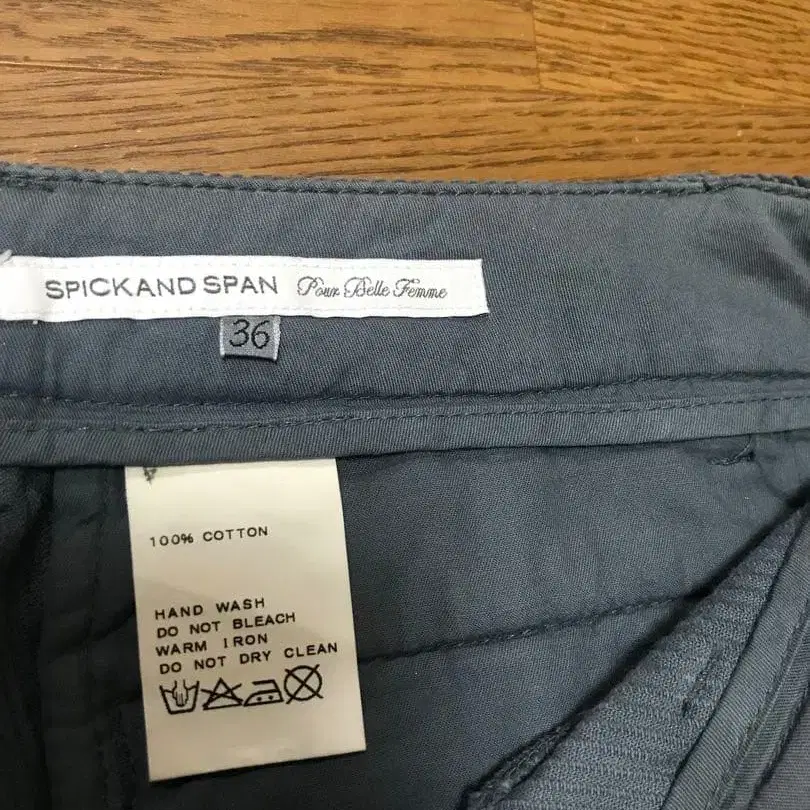 SPICKANDSPAN Pour Belle Femme
36
100% COTTON
HAND WASH
DO NOT BLEACH
WARM IRON
DO NOT DRY CLEAN